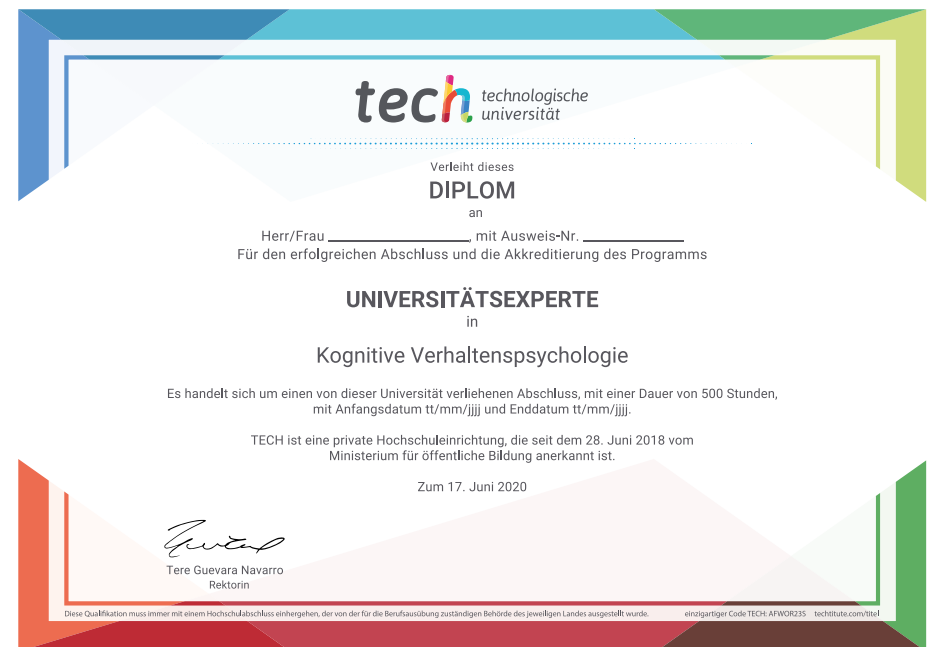 tech technologische
universität
Verleiht dieses
DIPLOM
an
Herr/Frau ____________________, mit Ausweis-Nr. ______________
Für den erfolgreichen Abschluss und die Akkreditierung des Programms
UNIVERSITÄTSEXPERTE
in
Kognitive Verhaltenspsychologie
Es handelt sich um einen von dieser Universität verliehenen Abschluss, mit einer Dauer von 500 Stunden,
mit Anfangsdatum tt/mm/jjjj und Enddatum tt/mm/jjjj.
TECH ist eine private Hochschuleinrichtung, die seit dem 28. Juni 2018 vom
Ministerium für öffentliche Bildung anerkannt ist.
Zum 17. Juni 2020
Tere Guevara Navarro
Rektorin
Diese Qualifikation muss immer mit einem Hochschulabschluss einhergehen, der von der für die Berufsausübung zuständigen Behörde des jeweiligen Landes ausgestellt wurde. einzigartiger Code TECH: AFWOR23S techtitute.com/titel